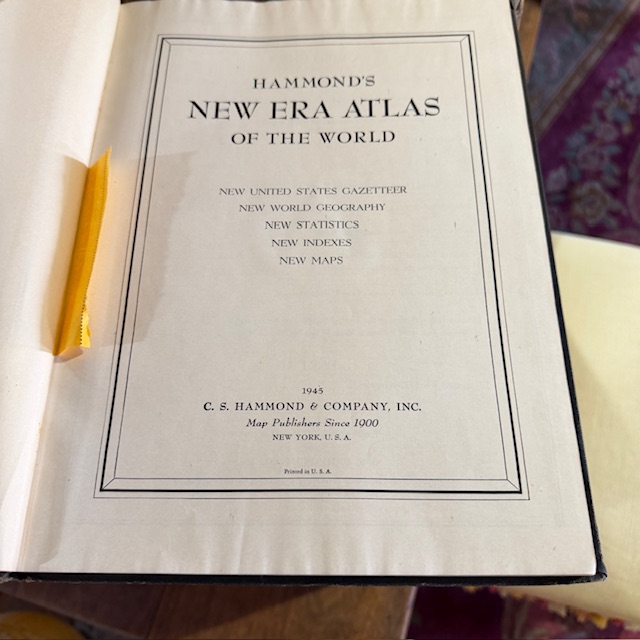 HAMMOND'S
NEW ERA ATLAS
OF THE WORLD
NEW UNITED STATES GAZETTEER
NEW WORLD GEOGRAPHY
NEW STATISTICS
NEW INDEXES
NEW MAPS
1945
C. S. HAMMOND & COMPANY, INC.
Map Publishers Since 1900
NEW YORK, U. S. A.
Printed in U. S. A.